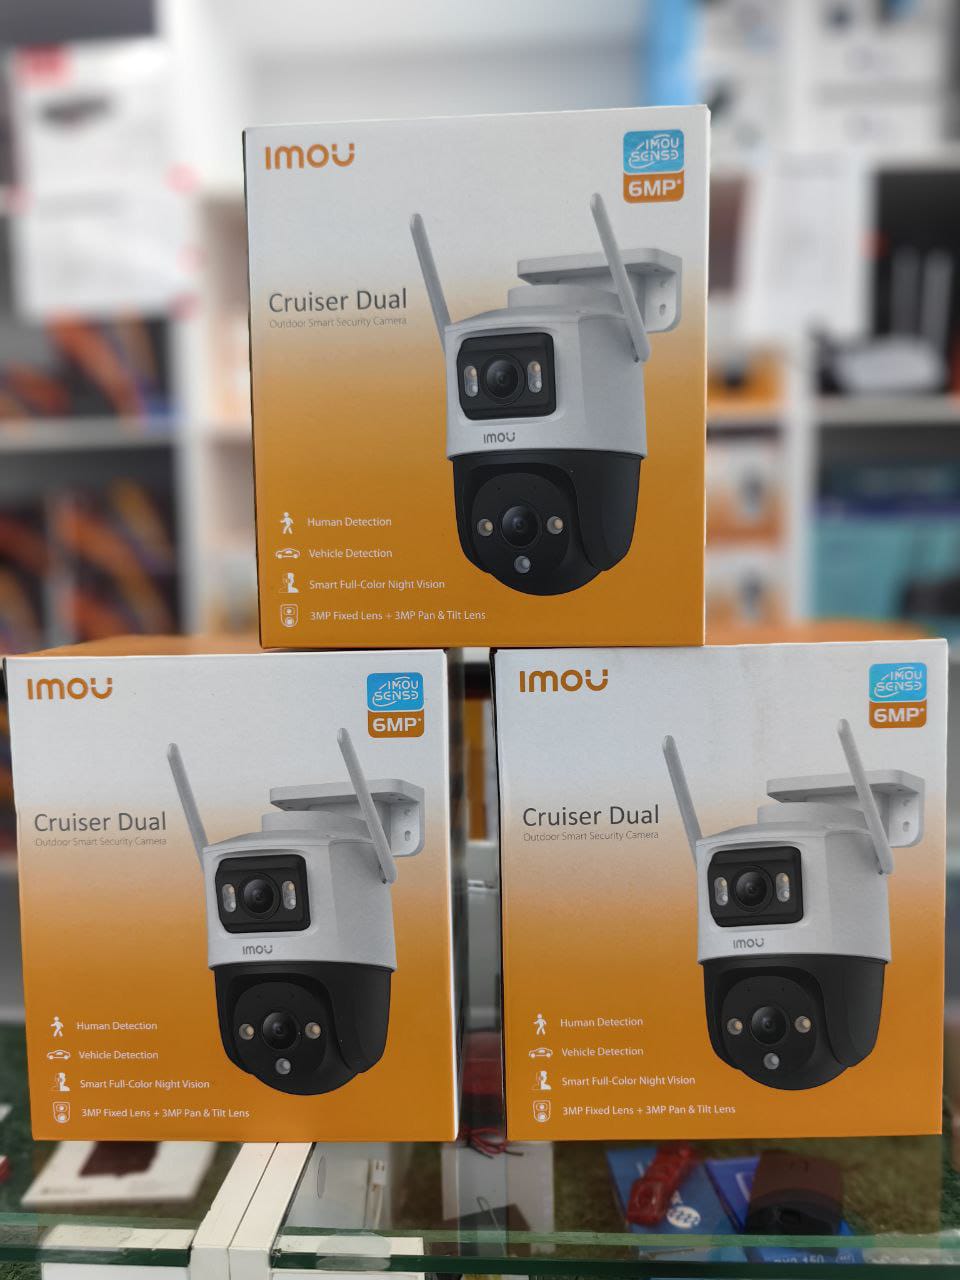 IMOU
IMOU
SENSE
6MP*
Cruiser Dual
Outdoor Smart Security Camera
IMOU
Human Detection
Vehicle Detection
Smart Full-Color Night Vision
3MP Fixed Lens + 3MP Pan & Tilt Lens
IMOU
IMOU
SENSE
6MP*
Cruiser Dual
Outdoor Smart Security Camera
IMOU
Human Detection
Vehicle Detection
Smart Full-Color Night Vision
3MP Fixed Lens + 3MP Pan & Tilt Lens
IMOU
IMOU
SENSE
6MP*
Cruiser Dual
Outdoor Smart Security Camera
IMOU
Human Detection
Vehicle Detection
Smart Full-Color Night Vision
3MP Fixed Lens + 3MP Pan & Tilt Lens